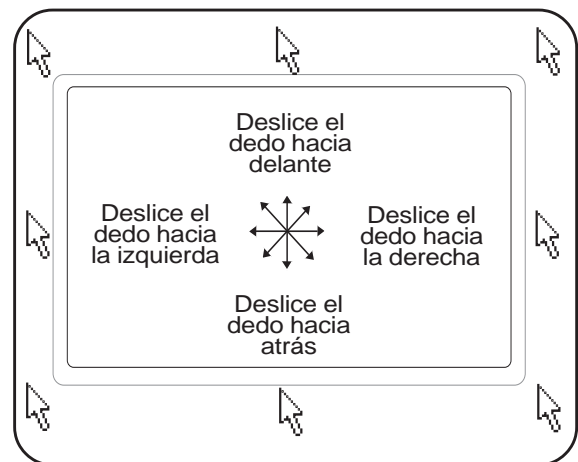 Deslice el
dedo hacia
delante
Deslice el
dedo hacia
la izquierda
Deslice el
dedo hacia
la derecha
Deslice el
dedo hacia
atrás